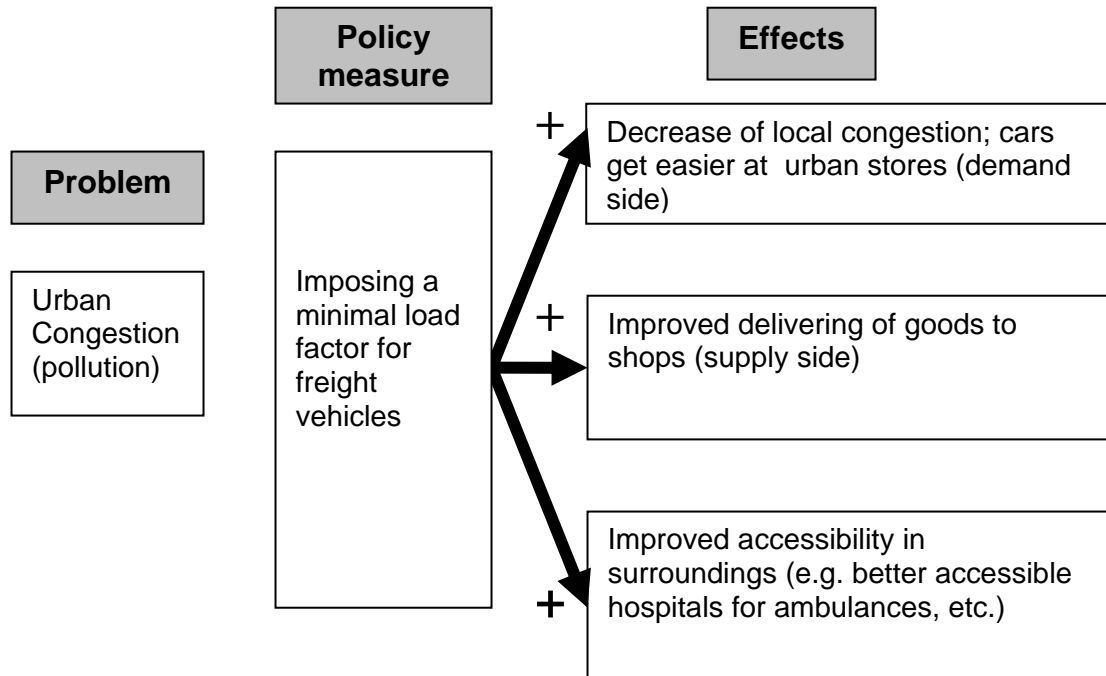 Problem
Urban
Congestion
(pollution)
Policy
measure
Imposing a
minimal load
factor for
freight
vehicles
Effects
+
Decrease of local congestion; cars
get easier at urban stores (demand
side)
+
Improved delivering of goods to
shops (supply side)
+
Improved accessibility in
surroundings (e.g. better accessible
hospitals for ambulances, etc.)